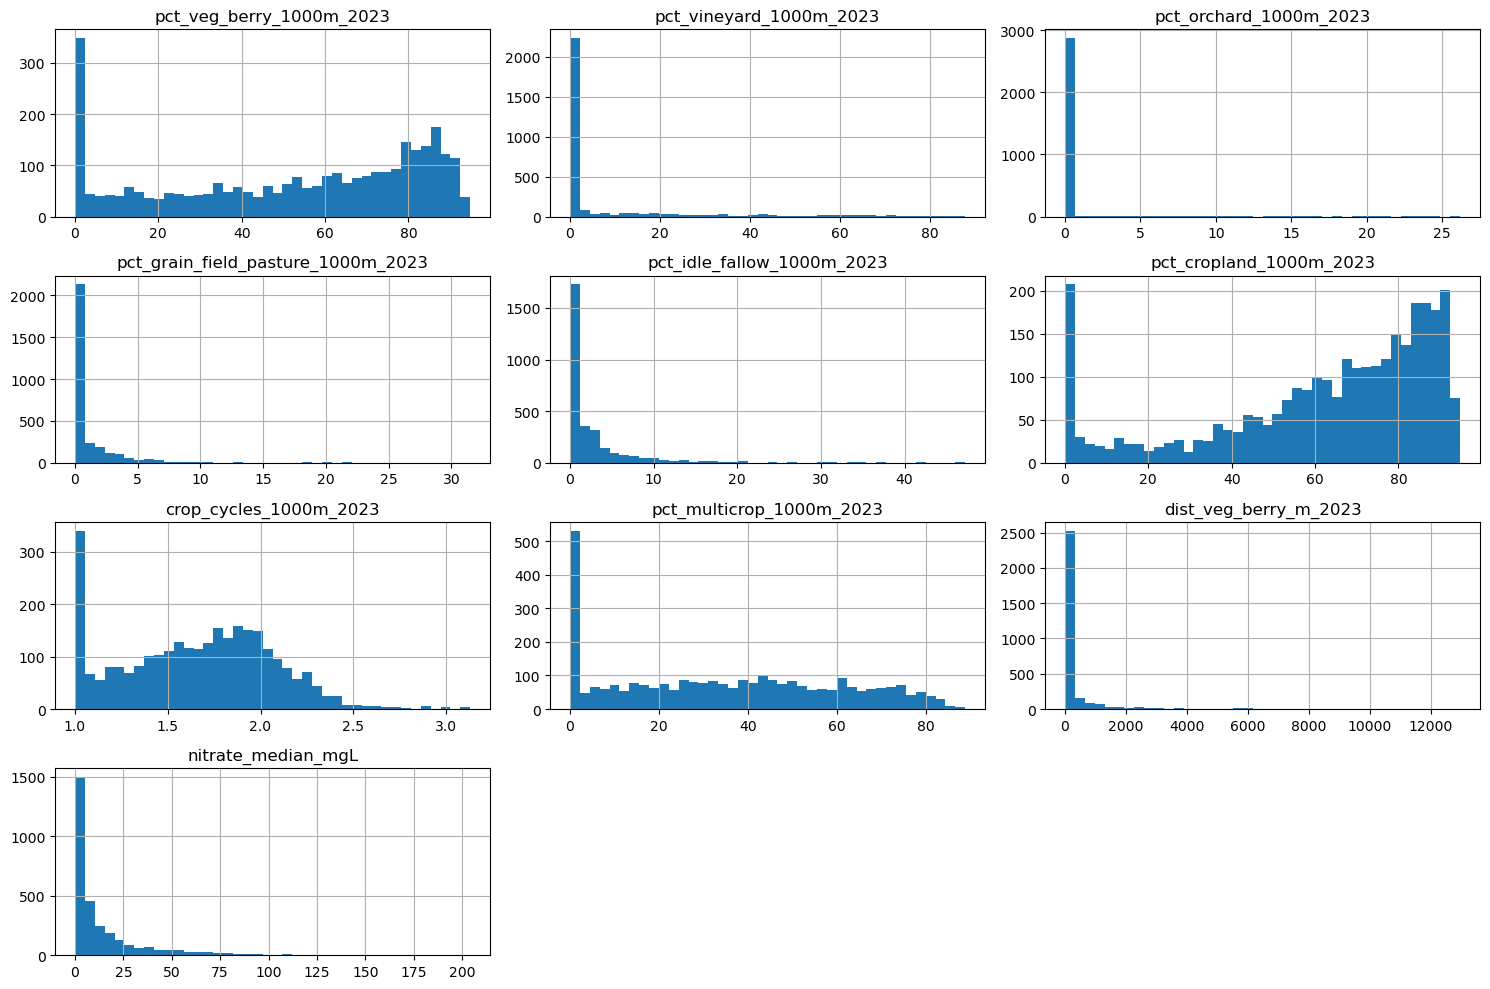 pct_veg_berry_1000m_2023
300
200
100
0
0 20 40 60 80
pct_vineyard_1000m_2023
2000
1500
1000
500
0
0 20 40 60 80
pct_orchard_1000m_2023
3000
2000
1000
0
0 5 10 15 20 25
pct_grain_field_pasture_1000m_2023
2000
1500
1000
500
0
0 5 10 15 20 25 30
pct_idle_fallow_1000m_2023
1500
1000
500
0
0 10 20 30 40
pct_cropland_1000m_2023
200
150
100
50
0
0 20 40 60 80
crop_cycles_1000m_2023
300
200
100
0
1.0 1.5 2.0 2.5 3.0
pct_multicrop_1000m_2023
500
400
300
200
100
0
0 20 40 60 80
dist_veg_berry_m_2023
2500
2000
1500
1000
500
0
0 2000 4000 6000 8000 10000 12000
nitrate_median_mgL
1500
1000
500
0
0 25 50 75 100 125 150 175 200